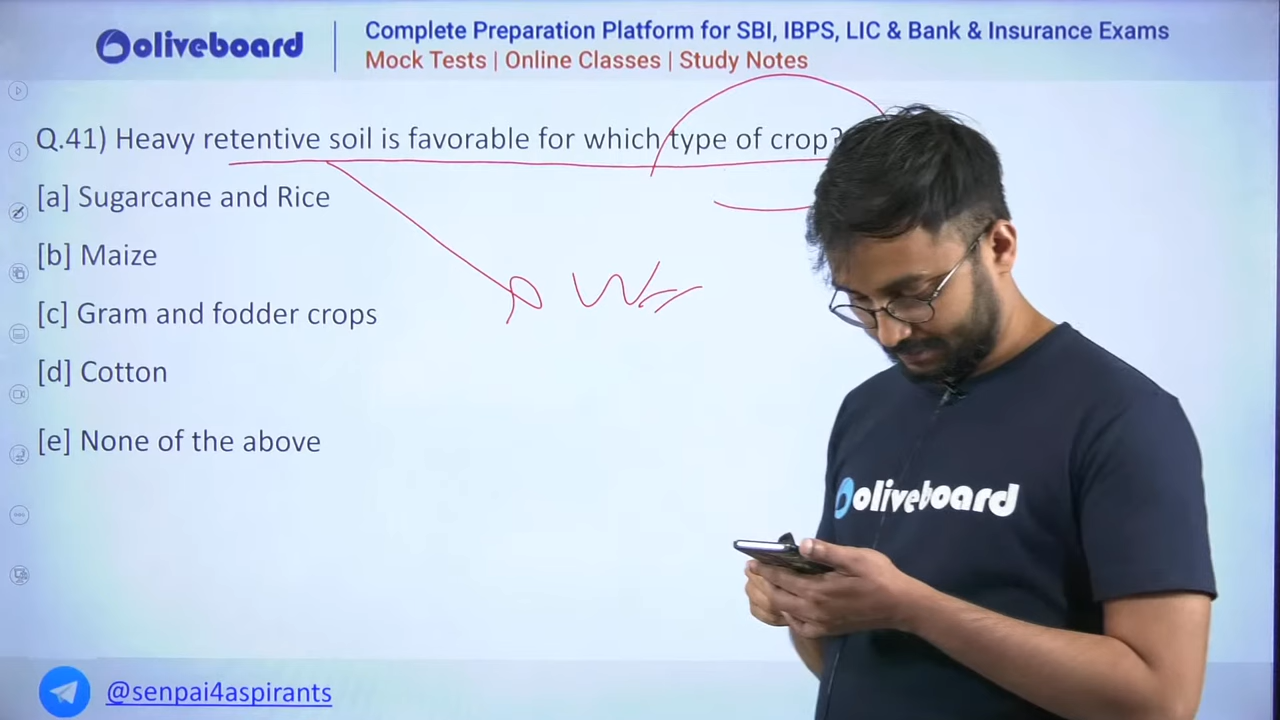 oliveboard
Complete Preparation Platform for SBI, IBPS, LIC & Bank & Insurance Exams
Mock Tests | Online Classes | Study Notes
Q.41) Heavy retentive soil is favorable for which type of crop?
[a] Sugarcane and Rice
[b] Maize
[c] Gram and fodder crops
[d] Cotton
[e] None of the above
oliveboard
@senpai4aspirants